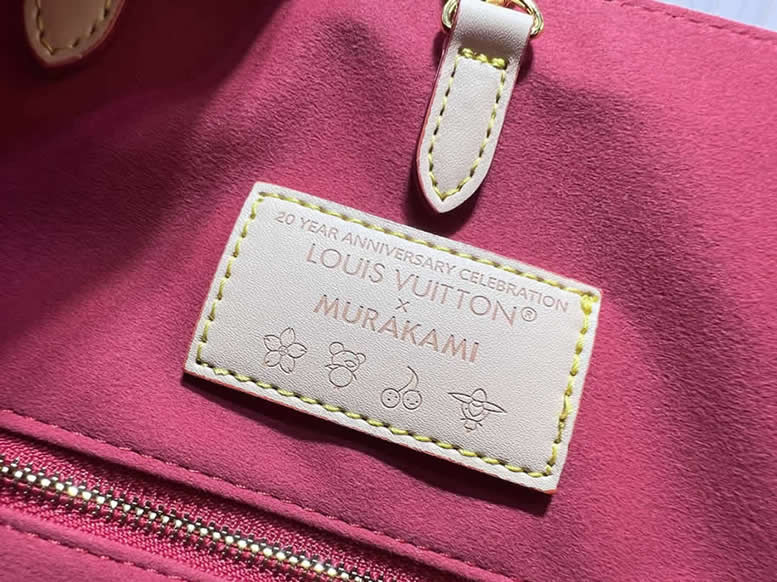 20 YEAR ANNIVERSARY CELEBRATION
LOUIS VUITTON®
×
MURAKAMI